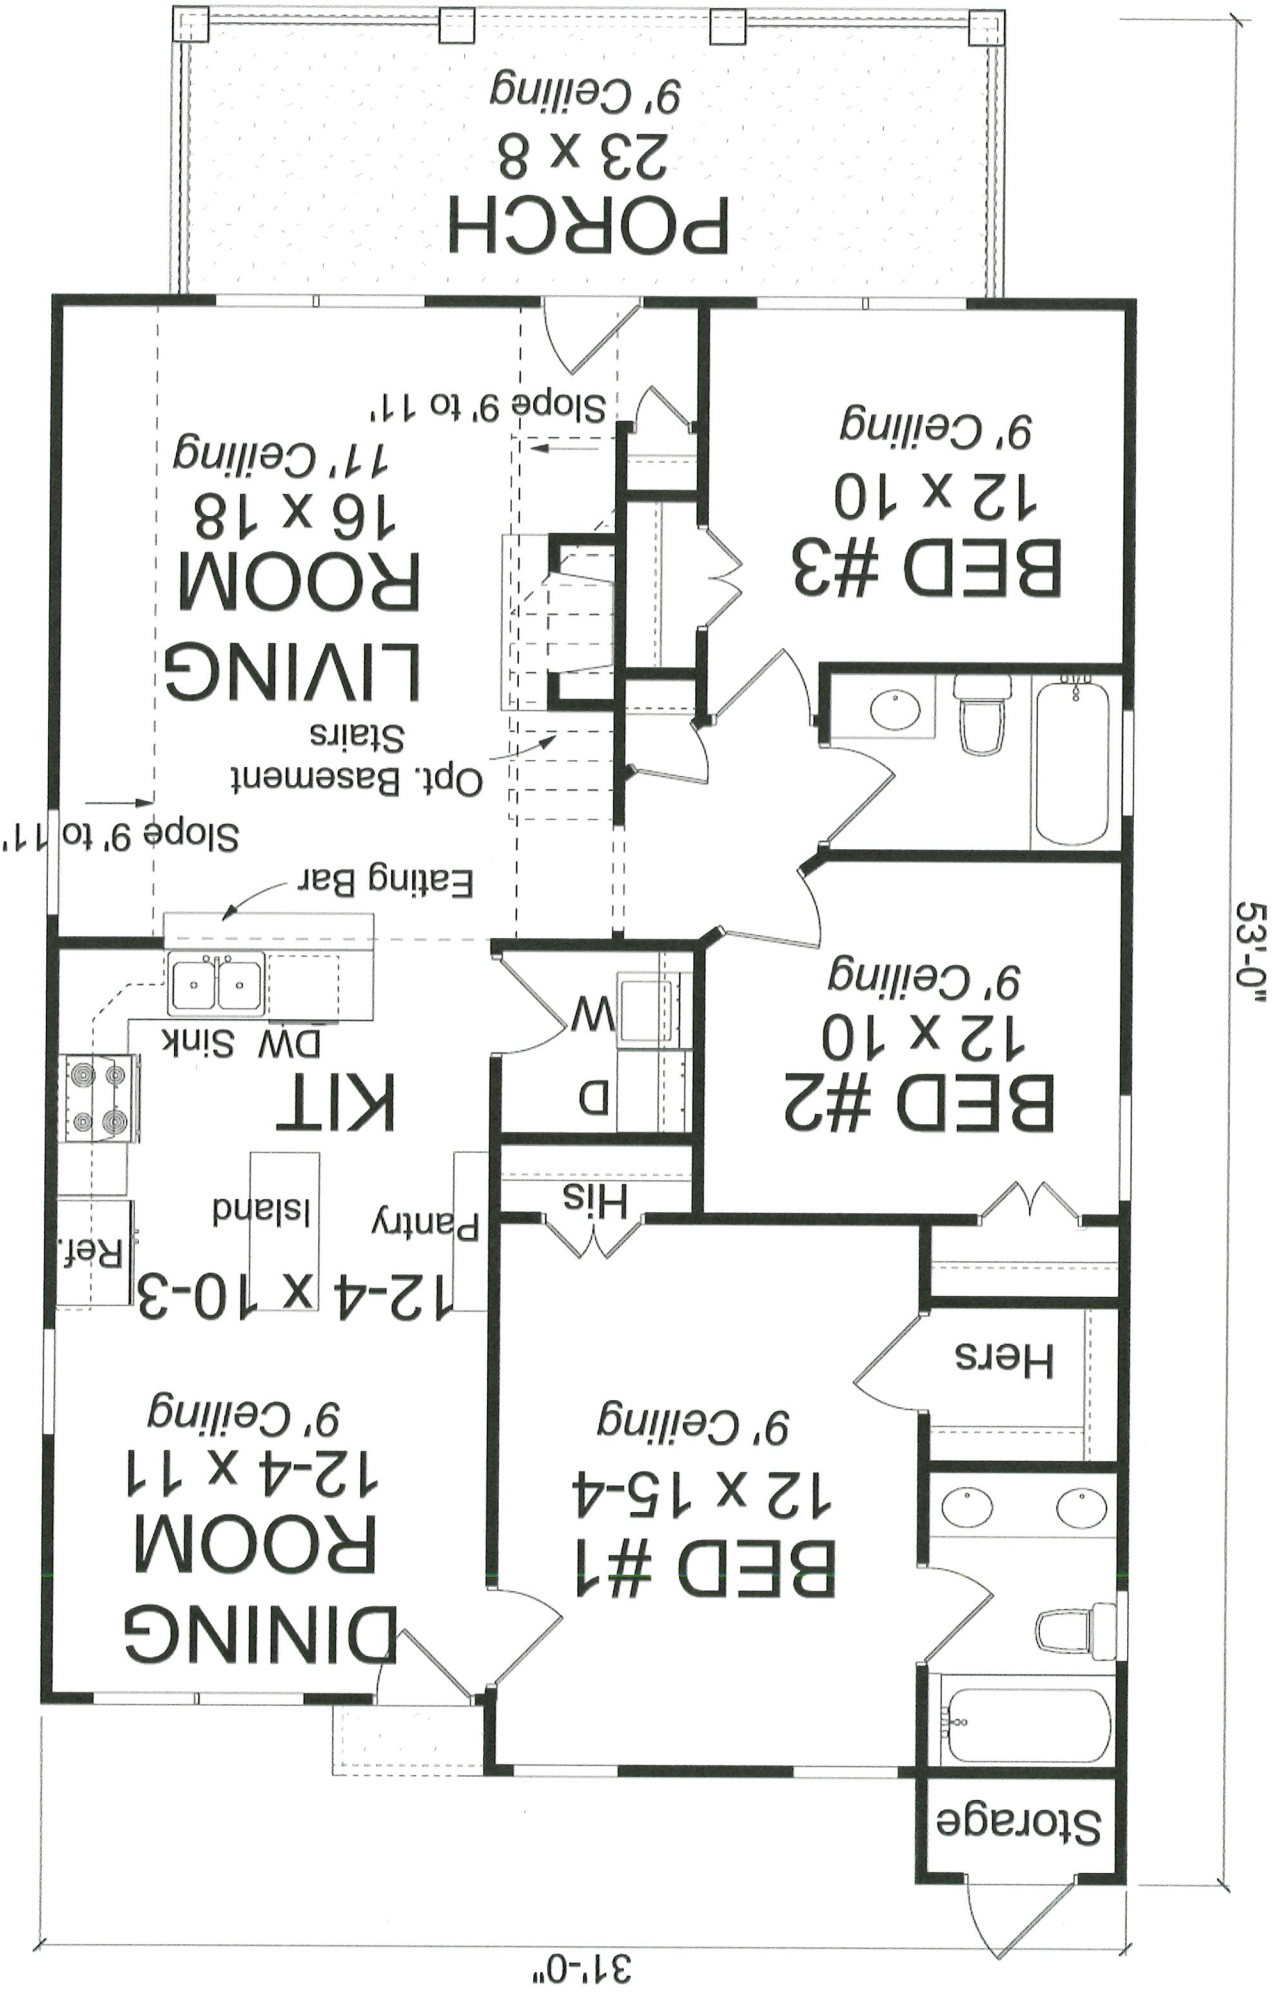 31'-0"
Storage
DINING
ROOM
12-4 x 11
9' Ceiling
BED #1
12 x 15-4
9' Ceiling
Hers
12-4 x 10-3
Ref.
Island
Pantry
His
KIT
DW
Sink
D
W
BED #2
12 x 10
9' Ceiling
53'-0"
Eating Bar
Slope 9' to 11'
Opt. Basement
Stairs
LIVING
ROOM
16 x 18
11' Ceiling
Slope 9' to 11'
BED #3
12 x 10
9' Ceiling
PORCH
23 x 8
9' Ceiling